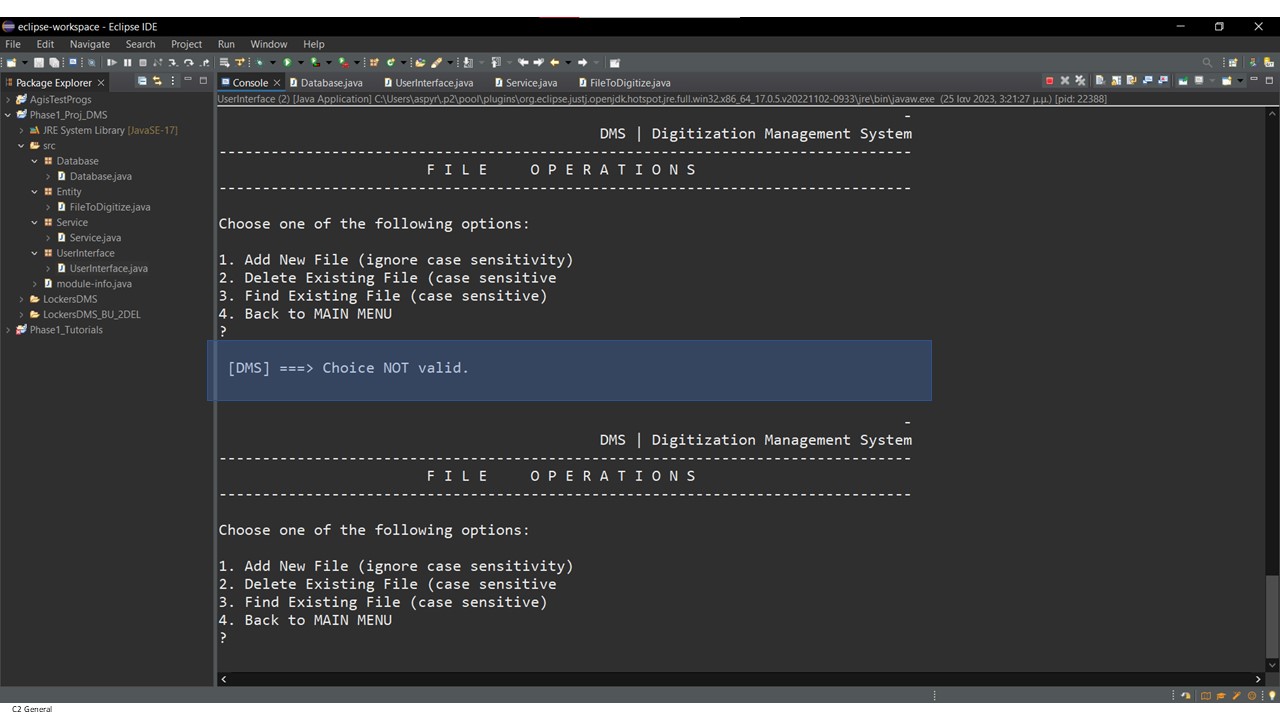 eclipse-workspace - Eclipse IDE
File Edit Navigate Search Project Run Window Help
Package Explorer
Console Database.java UserInterface.java Service.java FileToDigitize.java
UserInterface (2) [Java Application] C:\Users\aspyr\.p2\pool\plugins\org.eclipse.justj.openjdk.hotspot.jre.full.win32.x86_64_17.0.5.v20221102-0933\jre\bin\javaw.exe (25 Ιαν 2023, 3:21:27 μ.μ.) [pid: 22388]
AgisTestProgs
Phase1_Proj_DMS
JRE System Library [JavaSE-17]
src
Database
Database.java
Entity
FileToDigitize.java
Service
Service.java
UserInterface
UserInterface.java
module-info.java
LockersDMS
LockersDMS_BU_2DEL
Phase1_Tutorials
-
DMS | Digitization Management System
--------------------------------------------------------------------------------
F I L E     O P E R A T I O N S
--------------------------------------------------------------------------------
Choose one of the following options:
1. Add New File (ignore case sensitivity)
2. Delete Existing File (case sensitive
3. Find Existing File (case sensitive)
4. Back to MAIN MENU
?
[DMS] ===> Choice NOT valid.
-
DMS | Digitization Management System
--------------------------------------------------------------------------------
F I L E     O P E R A T I O N S
--------------------------------------------------------------------------------
Choose one of the following options:
1. Add New File (ignore case sensitivity)
2. Delete Existing File (case sensitive
3. Find Existing File (case sensitive)
4. Back to MAIN MENU
?
C2 General